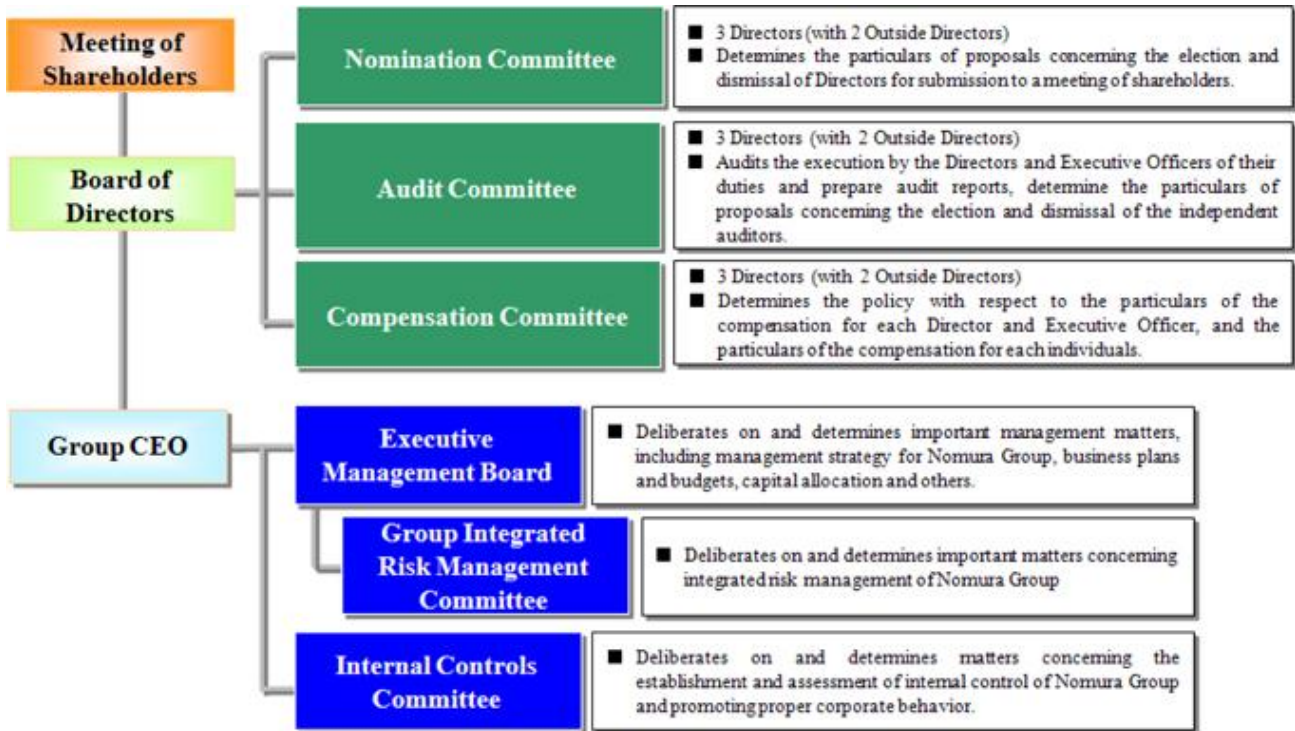 Meeting of
Shareholders
Nomination Committee
■ 3 Directors (with 2 Outside Directors)
■ Determines the particulars of proposals concerning the election and
dismissal of Directors for submission to a meeting of shareholders.
Board of
Directors
Audit Committee
■ 3 Directors (with 2 Outside Directors)
■ Audits the execution by the Directors and Executive Officers of their
duties and prepare audit reports, determine the particulars of
proposals concerning the election and dismissal of the independent
auditors.
Compensation Committee
■ 3 Directors (with 2 Outside Directors)
■ Determines the policy with respect to the particulars of the
compensation for each Director and Executive Officer, and the
particulars of the compensation for each individuals.
Group CEO
Executive
Management Board
■ Deliberates on and determines important management matters,
including management strategy for Nomura Group, business plans
and budgets, capital allocation and others.
Group Integrated
Risk Management
Committee
■ Deliberates on and determines important matters concerning
integrated risk management of Nomura Group
Internal Controls
Committee
■ Deliberates on and determines matters concerning the
establishment and assessment of internal control of Nomura Group
and promoting proper corporate behavior.